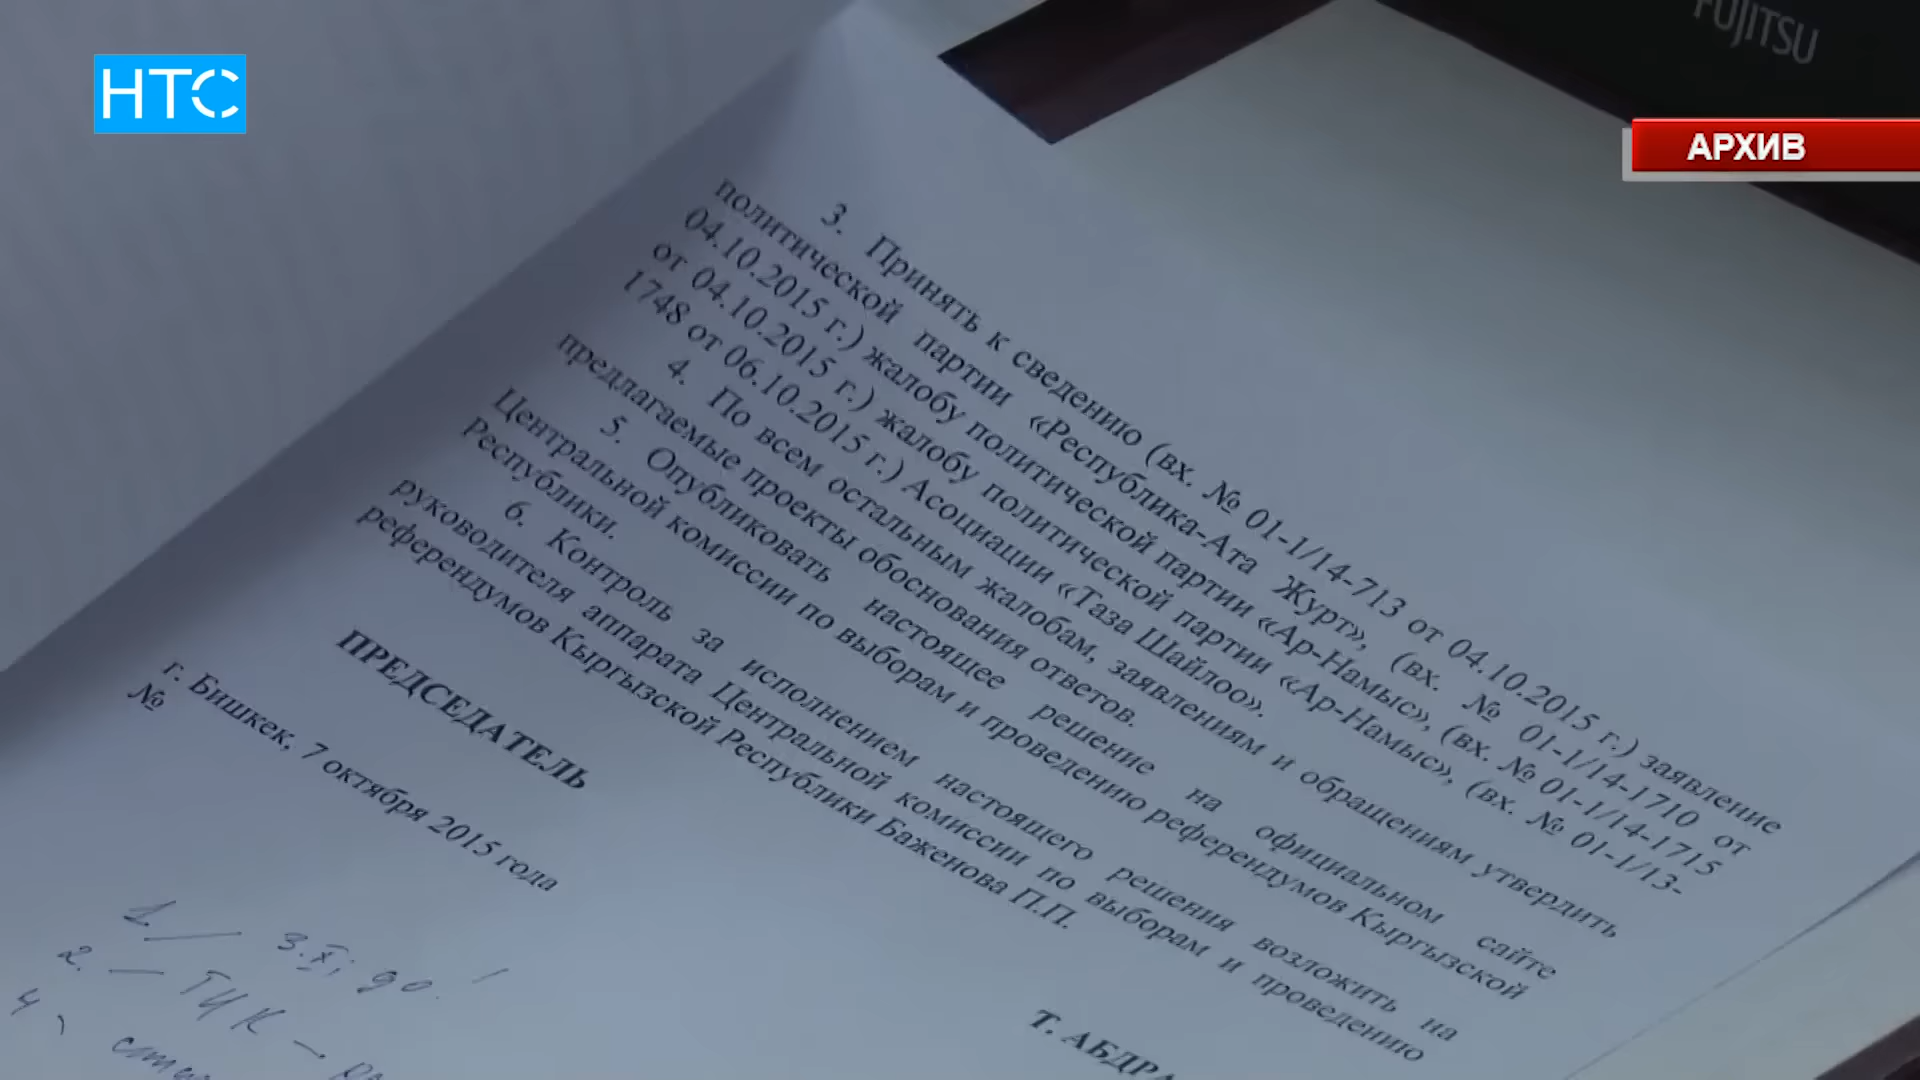 НТС
FUJITSU
АРХИВ
3. Принять к сведению (вх. № 01-1/14-713 от 04.10.2015 г.) заявление
политической партии «Республика-Ата Журт», (вх. № 01-1/14-1710 от
04.10.2015 г.) жалобу политической партии «Ар-Намыс», (вх. № 01-1/14-1715
от 04.10.2015 г.) жалобу политической партии «Ар-Намыс», (вх. № 01-1/13-
1748 от 06.10.2015 г.) Асоциации «Таза Шайлоо».
4. По всем остальным жалобам, заявлениям и обращениям утвердить
предлагаемые проекты обоснования ответов.
5. Опубликовать настоящее решение на официальном сайте
Центральной комиссии по выборам и проведению референдумов Кыргызской
Республики.
6. Контроль за исполнением настоящего решения возложить на
руководителя аппарата Центральной комиссии по выборам и проведению
референдумов Кыргызской Республики Баженова П.П.
ПРЕДСЕДАТЕЛЬ
Т. АБДРА
г. Бишкек, 7 октября 2015 года
№
1. —
2. — ТЦК –
4